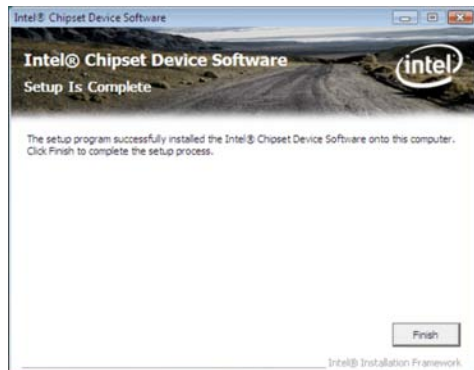 Intel® Chipset Device Software
Intel® Chipset Device Software
intel
Setup Is Complete
The setup program successfully installed the Intel® Chipset Device Software onto this computer.
Click Finish to complete the setup process.
Finish
Intel® Installation Framework